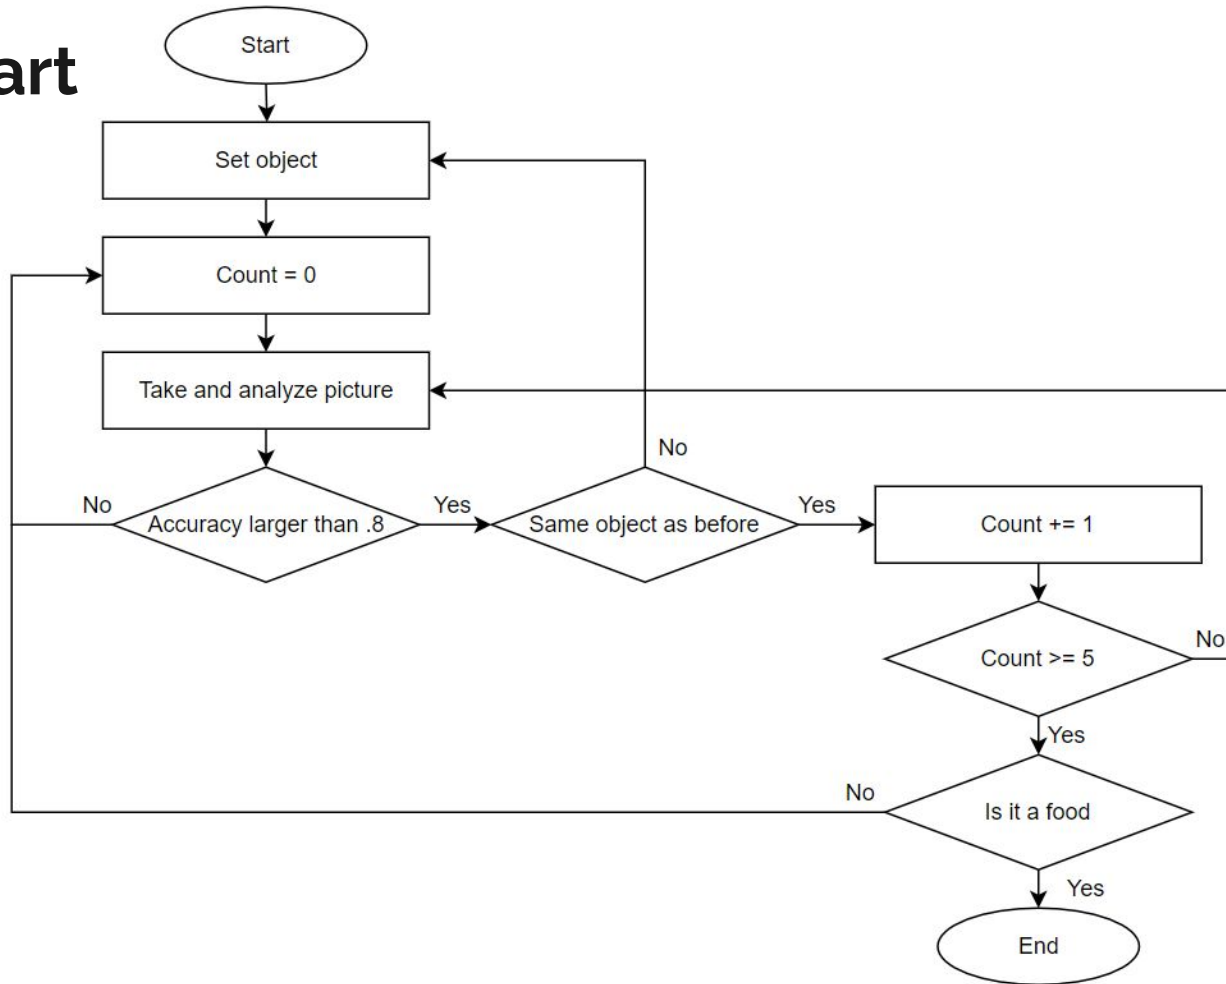 art
Start
Set object
Count = 0
Take and analyze picture
No
No
Accuracy larger than .8
Yes
Same object as before
Yes
Count += 1
Count >= 5
No
Yes
No
Is it a food
Yes
End